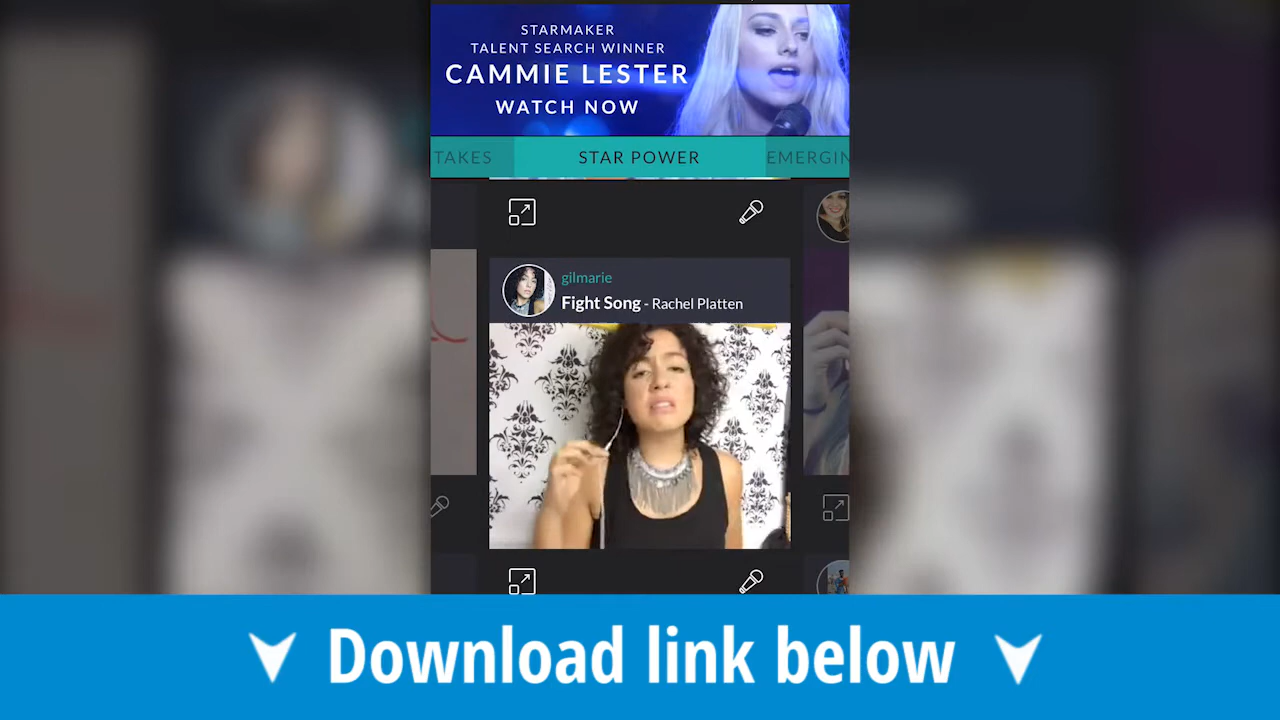 STARMAKER
TALENT SEARCH WINNER
CAMMIE LESTER
WATCH NOW
TAKES STAR POWER EMERGIN
gilmarie
Fight Song - Rachel Platten
Download link below